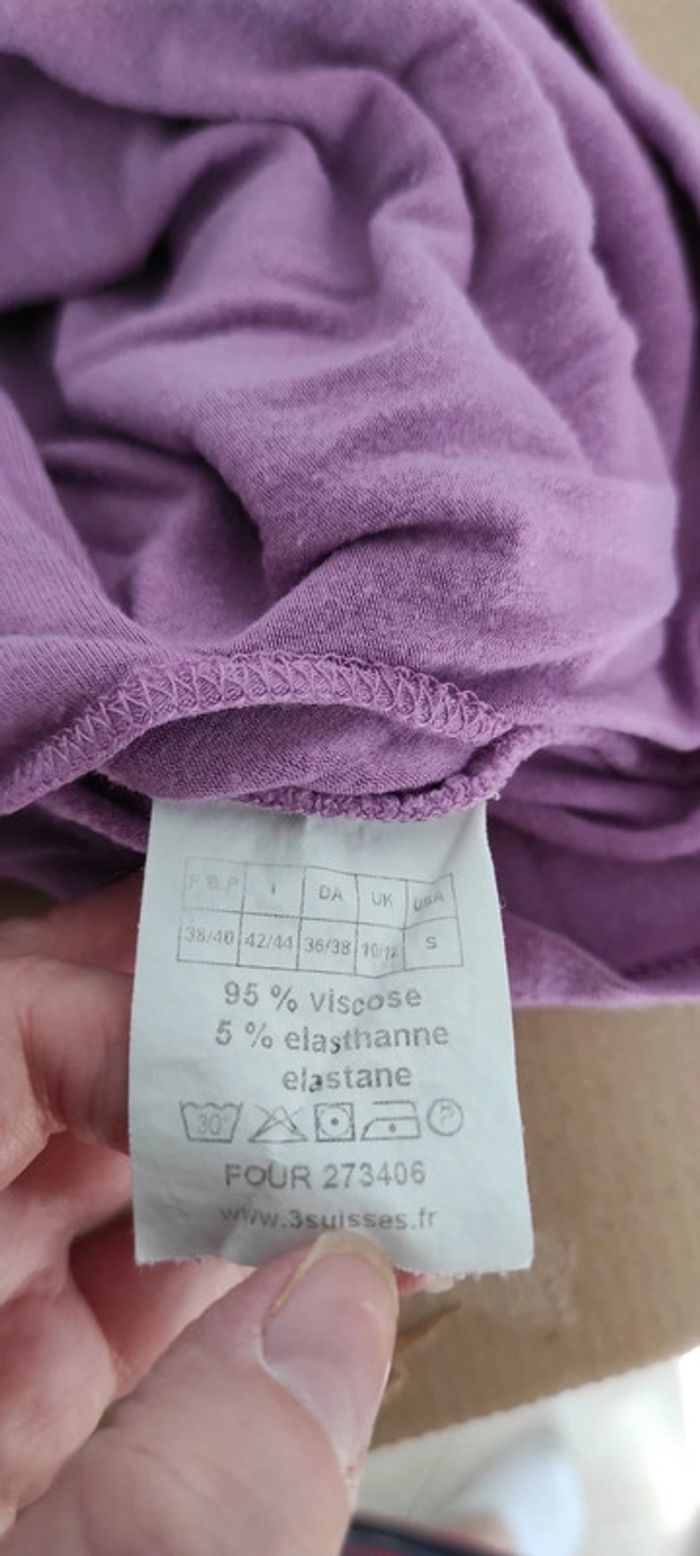 F.B.P I DA UK USA
38/40 42/44 36/38 10/12 S
95 % viscose
5 % elasthanne
elastane
30° P
FOUR 273406
www.3suisses.fr